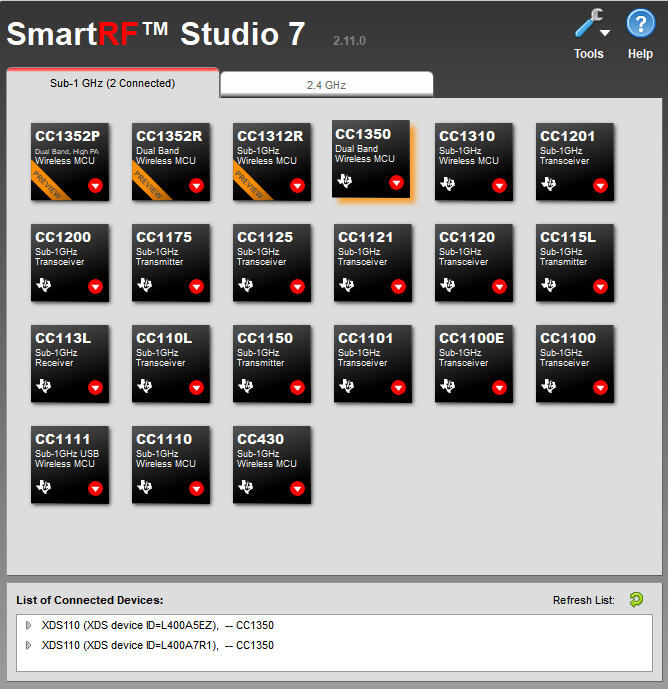 SmartRF™ Studio 7 2.11.0
Tools Help
Sub-1 GHz (2 Connected) 2.4 GHz
CC1352P CC1352R CC1312R CC1350 CC1310 CC1201
Dual Band, High PA Dual Band Sub-1GHz Dual Band Sub-1GHz Sub-1GHz
Wireless MCU Wireless MCU Wireless MCU Wireless MCU Wireless MCU Transceiver
PREVIEW PREVIEW PREVIEW
CC1200 CC1175 CC1125 CC1121 CC1120 CC115L
Sub-1GHz Sub-1GHz Sub-1GHz Sub-1GHz Sub-1GHz Sub-1GHz
Transceiver Transmitter Transceiver Transceiver Transceiver Transmitter
CC113L CC110L CC1150 CC1101 CC1100E CC1100
Sub-1GHz Sub-1GHz Sub-1GHz Sub-1GHz Sub-1GHz Sub-1GHz
Receiver Transceiver Transmitter Transceiver Transceiver Transceiver
CC1111 CC1110 CC430
Sub-1GHz USB Sub-1GHz Sub-1GHz
Wireless MCU Wireless MCU Wireless MCU
List of Connected Devices: Refresh List:
XDS110 (XDS device ID=L400A5EZ), -- CC1350
XDS110 (XDS device ID=L400A7R1), -- CC1350